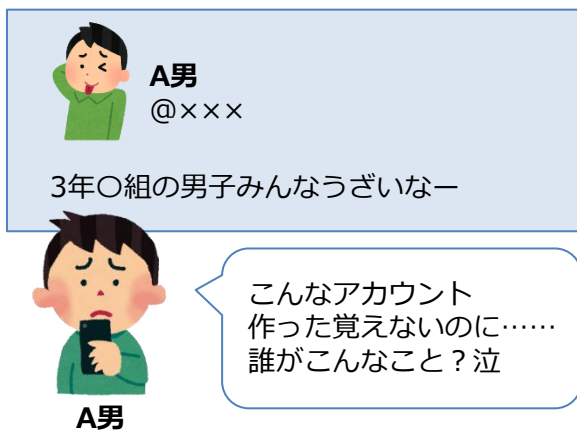 A男
@×××
3年〇組の男子みんなうざいなー
こんなアカウント
作った覚えないのに……
誰がこんなこと？泣
A男